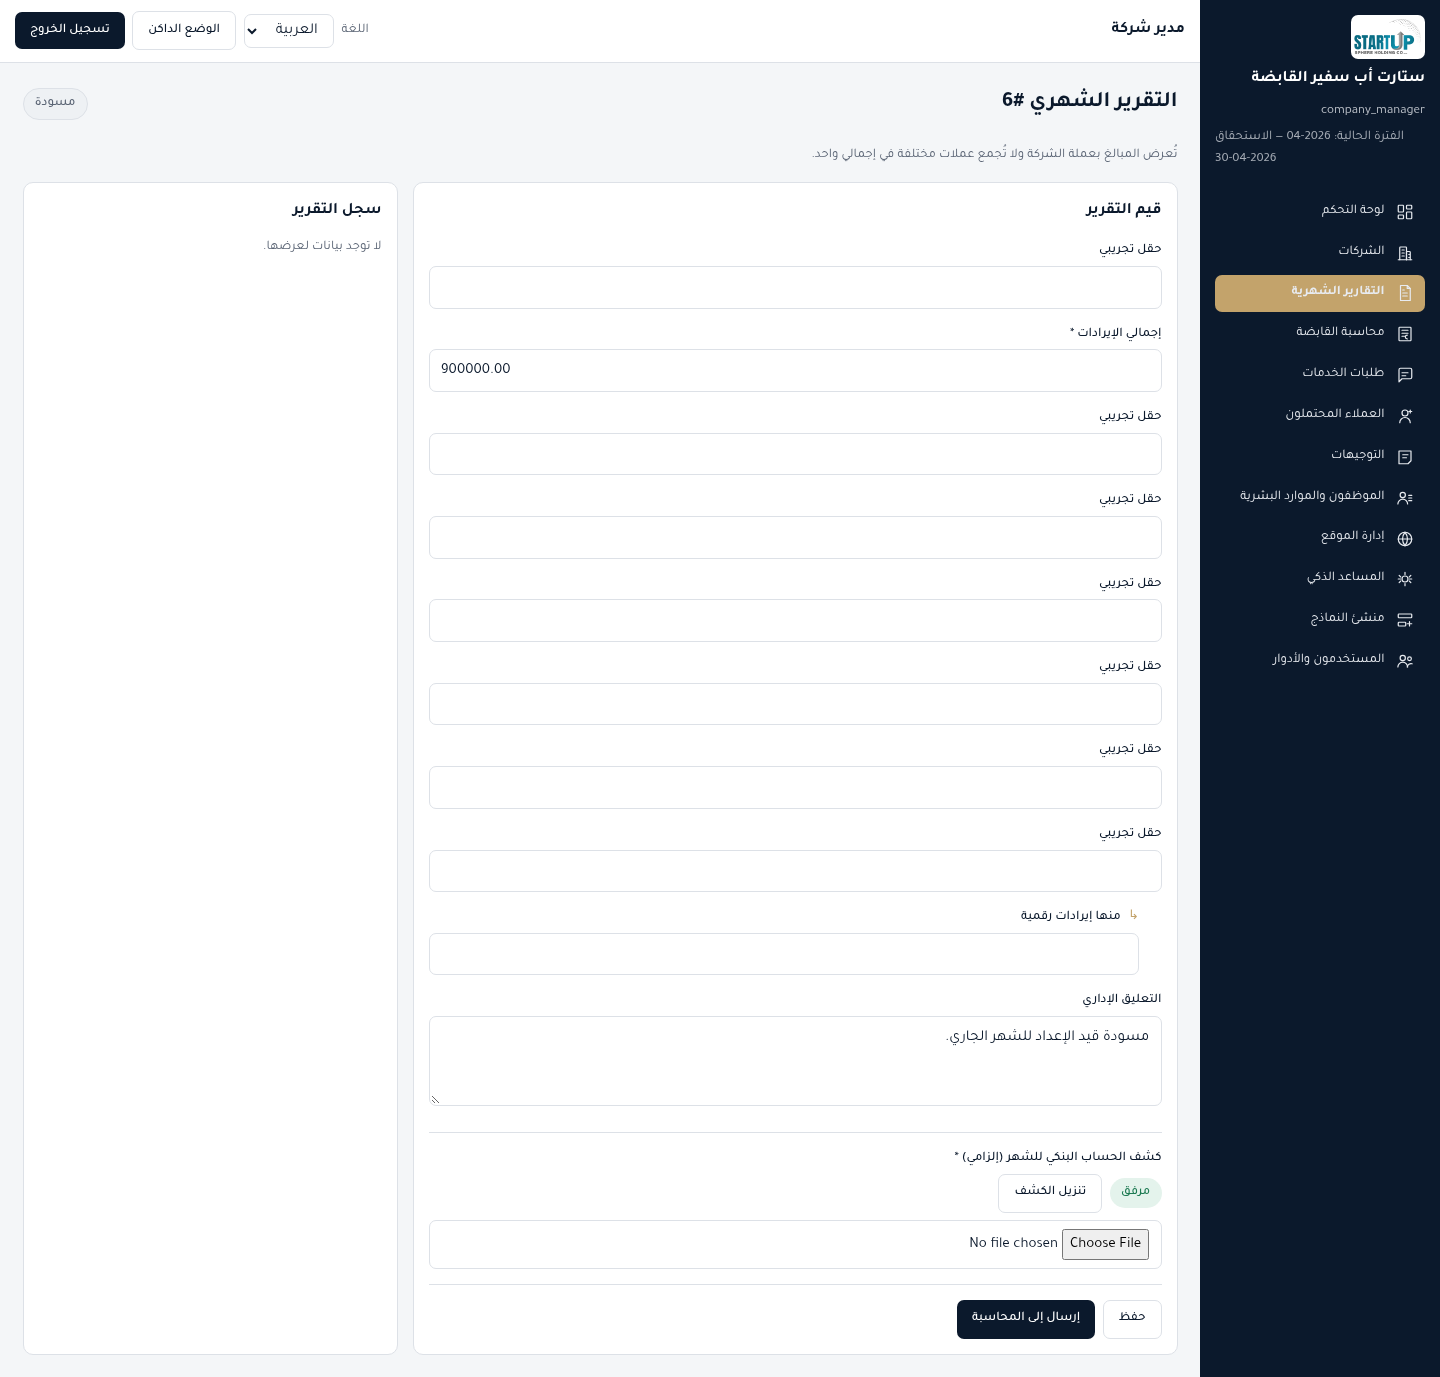 STARTUP
SPHERE HOLDING CO...
ستارت أب سفير القابضة
company_manager
الفترة الحالية: 2026-04 — الاستحقاق
30-04-2026
لوحة التحكم
الشركات
التقارير الشهرية
محاسبة القابضة
طلبات الخدمات
العملاء المحتملون
التوجيهات
الموظفون والموارد البشرية
إدارة الموقع
المساعد الذكي
منشئ النماذج
المستخدمون والأدوار
مدير شركة
اللغة
العربية
الوضع الداكن
تسجيل الخروج
التقرير الشهري #6
مسودة
تُعرض المبالغ بعملة الشركة ولا تُجمع عملات مختلفة في إجمالي واحد.
قيم التقرير
حقل تجريبي
إجمالي الإيرادات *
900000.00
حقل تجريبي
حقل تجريبي
حقل تجريبي
حقل تجريبي
حقل تجريبي
حقل تجريبي
↳ منها إيرادات رقمية
التعليق الإداري
مسودة قيد الإعداد للشهر الجاري.
كشف الحساب البنكي للشهر (إلزامي) *
مرفق
تنزيل الكشف
Choose File No file chosen
حفظ
إرسال إلى المحاسبة
سجل التقرير
لا توجد بيانات لعرضها.